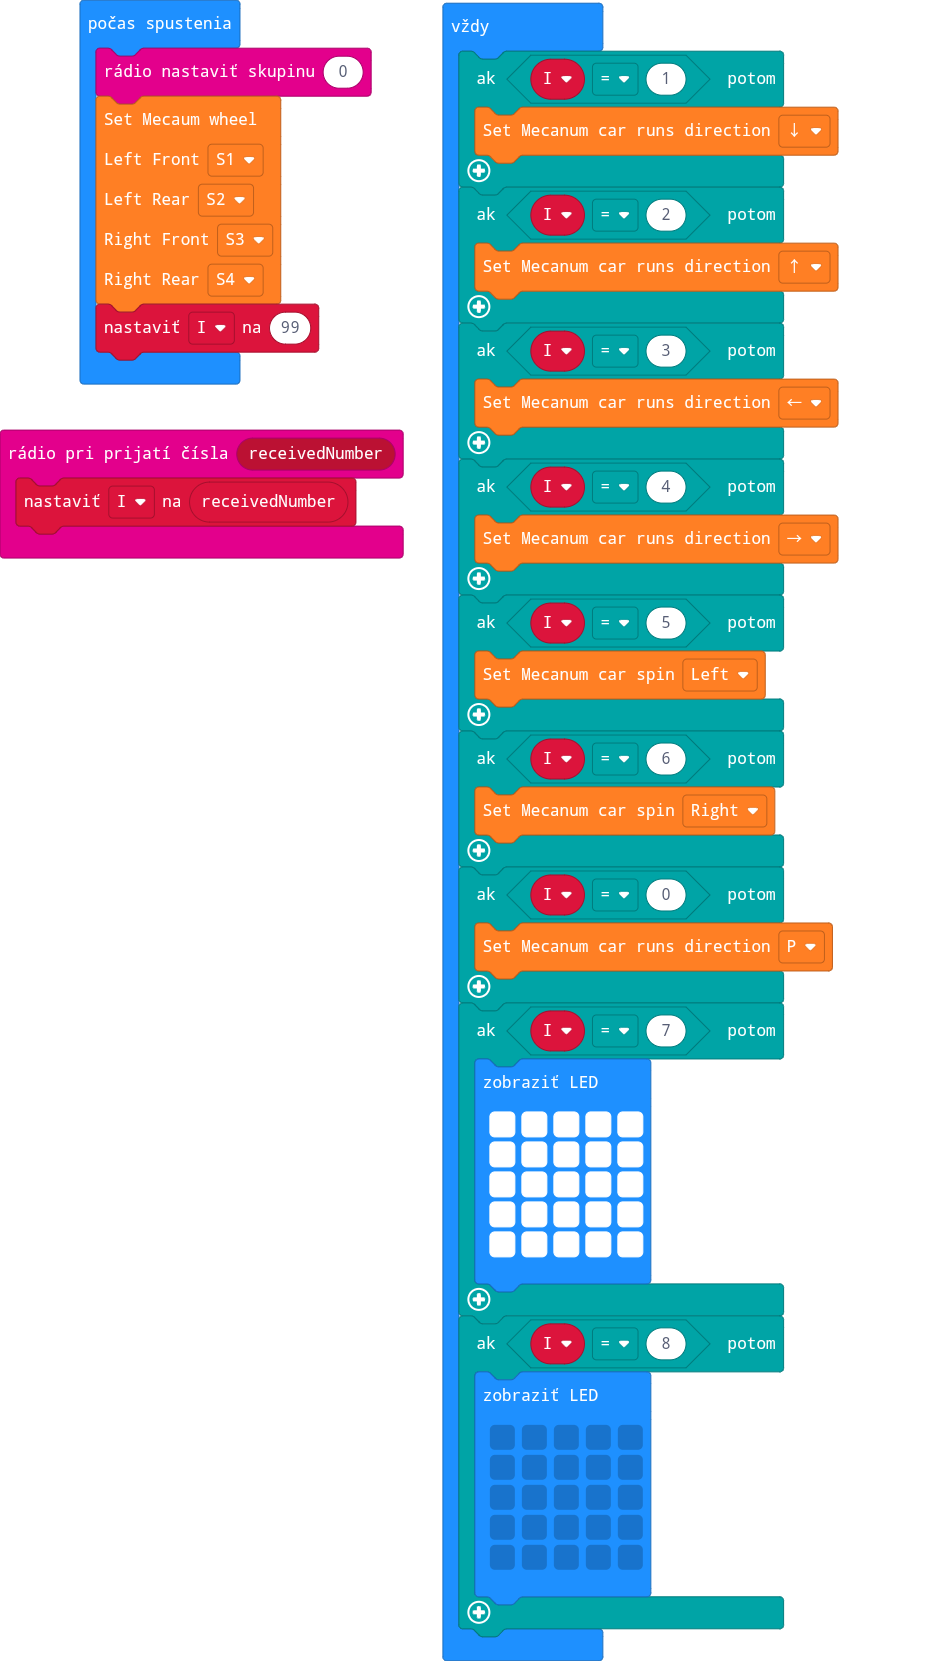 počas spustenia
rádio nastaviť skupinu 0
Set Mecaum wheel
Left Front S1
Left Rear S2
Right Front S3
Right Rear S4
nastaviť I na 99
rádio pri prijatí čísla receivedNumber
nastaviť I na receivedNumber
vždy
ak I = 1 potom
Set Mecanum car runs direction ↓
ak I = 2 potom
Set Mecanum car runs direction ↑
ak I = 3 potom
Set Mecanum car runs direction ←
ak I = 4 potom
Set Mecanum car runs direction →
ak I = 5 potom
Set Mecanum car spin Left
ak I = 6 potom
Set Mecanum car spin Right
ak I = 0 potom
Set Mecanum car runs direction P
ak I = 7 potom
zobraziť LED
ak I = 8 potom
zobraziť LED